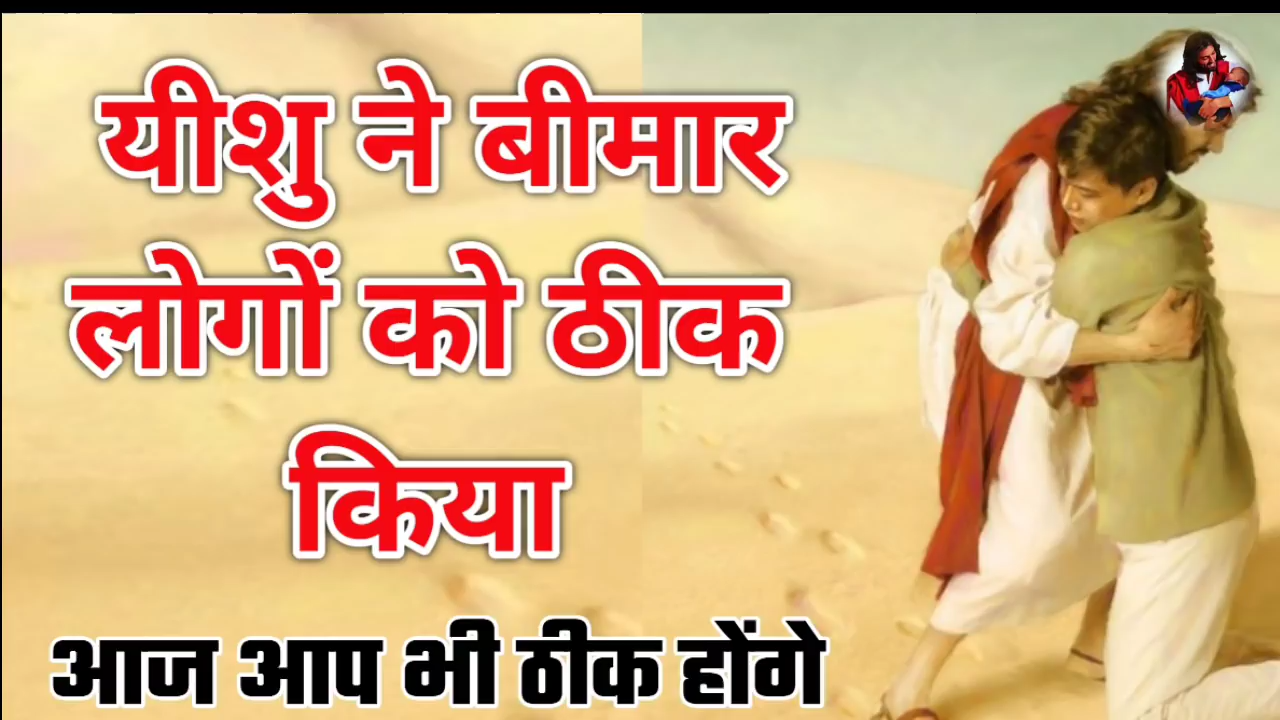 यीशु ने बीमार
लोगों को ठीक
किया
आज आप भी ठीक होंगे